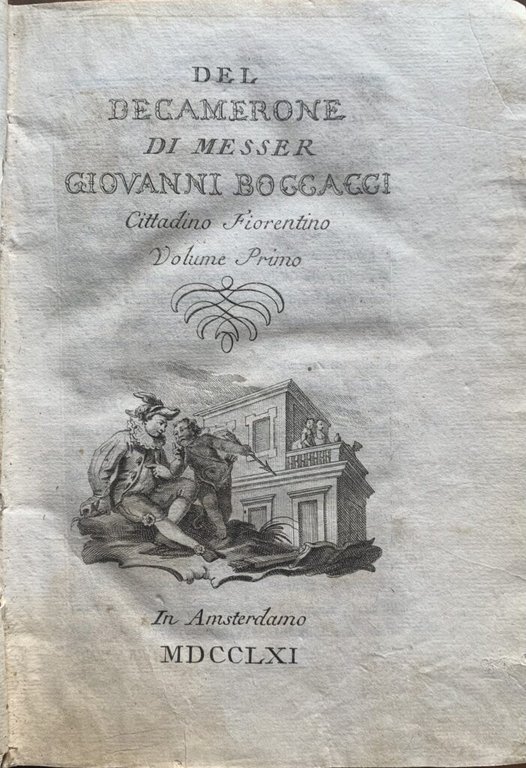 DEL
DECAMERONE
DI MESSER
GIOVANNI BOCCACCI
Cittadino Fiorentino
Volume Primo
In Amsterdamo
MDCCLXI